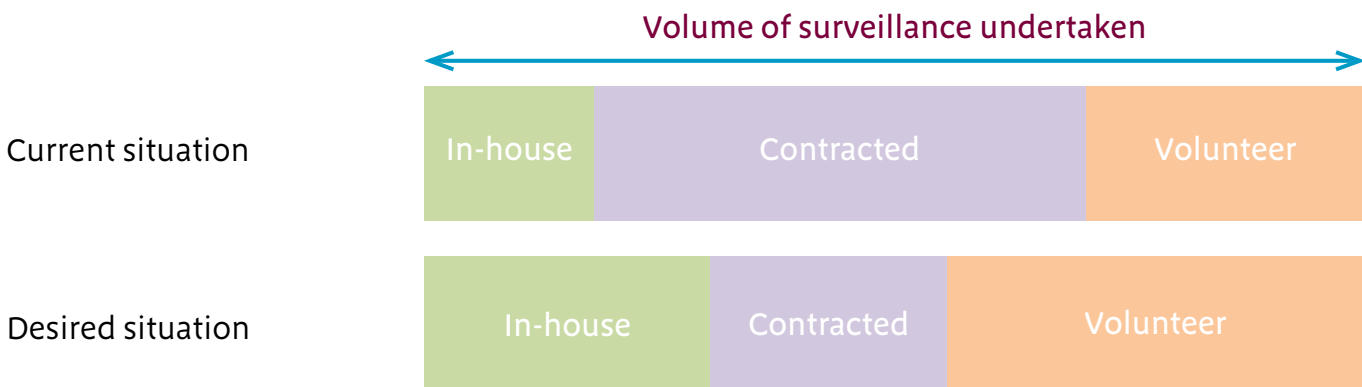 Volume of surveillance undertaken
Current situation
In-house
Contracted
Volunteer
Desired situation
In-house
Contracted
Volunteer